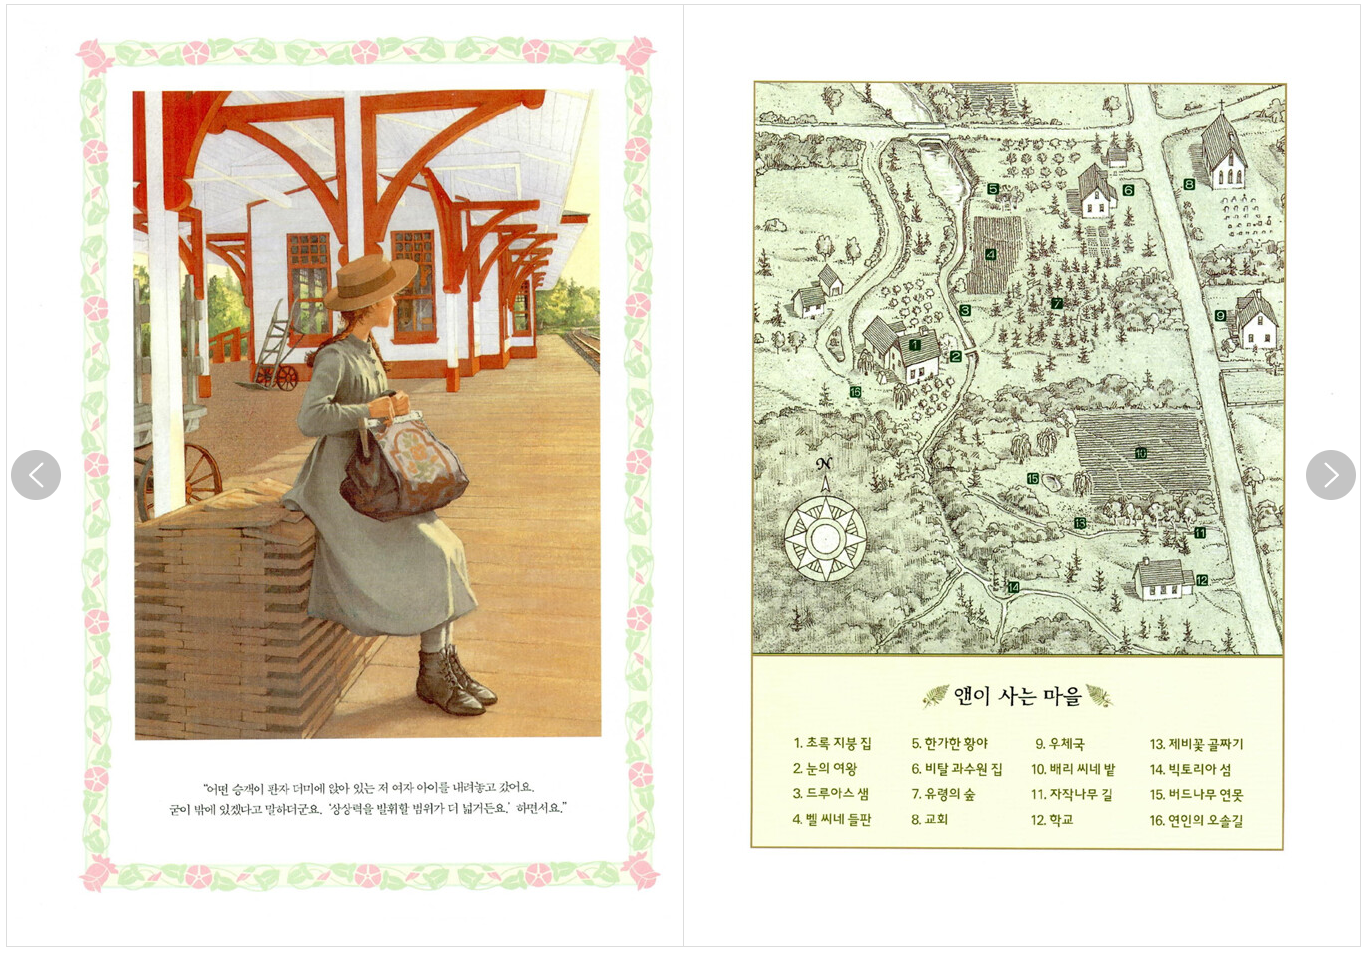 “어떤 승객이 판자 더미에 앉아 있는 저 여자 아이를 내려놓고 갔어요.
굳이 밖에 있겠다고 말하더군요. ‘상상력을 발휘할 범위가 더 넓거든요.’ 하면서요.”
5
6
8
4
7
3
9
1
2
16
10
N
15
13
11
12
14
앤이 사는 마을
1. 초록 지붕 집
2. 눈의 여왕
3. 드루아스 샘
4. 벨 씨네 들판
5. 한가한 황야
6. 비탈 과수원 집
7. 유령의 숲
8. 교회
9. 우체국
10. 배리 씨네 밭
11. 자작나무 길
12. 학교
13. 제비꽃 골짜기
14. 빅토리아 섬
15. 버드나무 연못
16. 연인의 오솔길